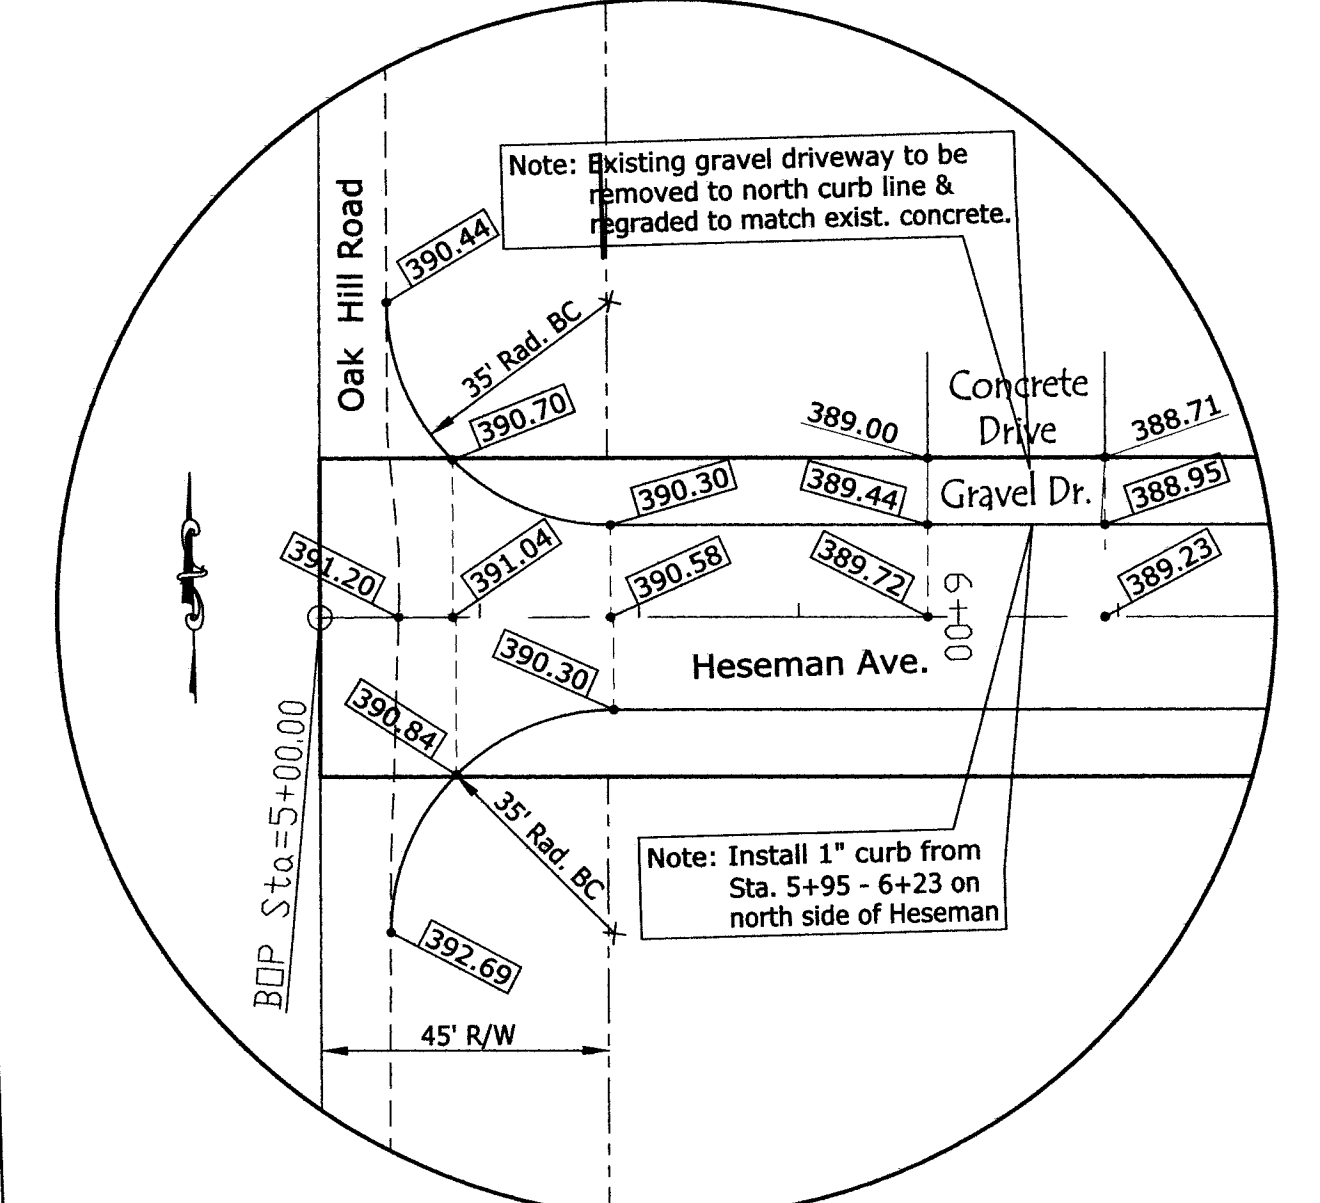 Note: Existing gravel driveway to be
removed to north curb line &
regraded to match exist. concrete.
Oak Hill Road
390.44
35' Rad. BC
390.70
Concrete
Drive
389.00
388.71
390.30
389.44
Gravel Dr.
388.95
391.20
391.04
390.58
389.72
6+00
389.23
390.30
Heseman Ave.
390.84
BOP Sta=5+00.00
35' Rad. BC
Note: Install 1" curb from
Sta. 5+95 - 6+23 on
north side of Heseman
392.69
45' R/W